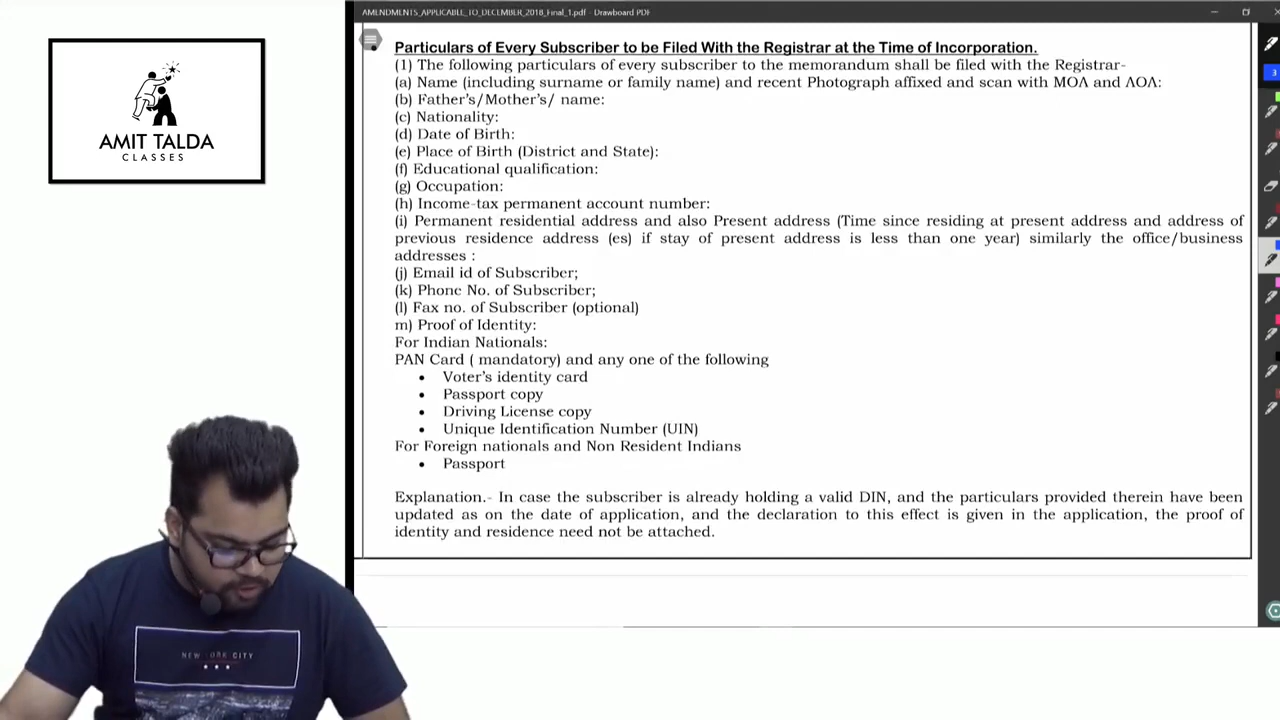 AMENDMENTS_APPLICABLE_TO_DECEMBER_2018_Final_1.pdf - Drawboard PDF
AMIT TALDA
CLASSES
Particulars of Every Subscriber to be Filed With the Registrar at the Time of Incorporation.
(1) The following particulars of every subscriber to the memorandum shall be filed with the Registrar-
(a) Name (including surname or family name) and recent Photograph affixed and scan with MOA and AOA:
(b) Father's/Mother's/ name:
(c) Nationality:
(d) Date of Birth:
(e) Place of Birth (District and State):
(f) Educational qualification:
(g) Occupation:
(h) Income-tax permanent account number:
(i) Permanent residential address and also Present address (Time since residing at present address and address of
previous residence address (es) if stay of present address is less than one year) similarly the office/business
addresses :
(j) Email id of Subscriber;
(k) Phone No. of Subscriber;
(l) Fax no. of Subscriber (optional)
m) Proof of Identity:
For Indian Nationals:
PAN Card ( mandatory) and any one of the following
• Voter's identity card
• Passport copy
• Driving License copy
• Unique Identification Number (UIN)
For Foreign nationals and Non Resident Indians
• Passport
Explanation.- In case the subscriber is already holding a valid DIN, and the particulars provided therein have been
updated as on the date of application, and the declaration to this effect is given in the application, the proof of
identity and residence need not be attached.
3
NEW YORK CITY